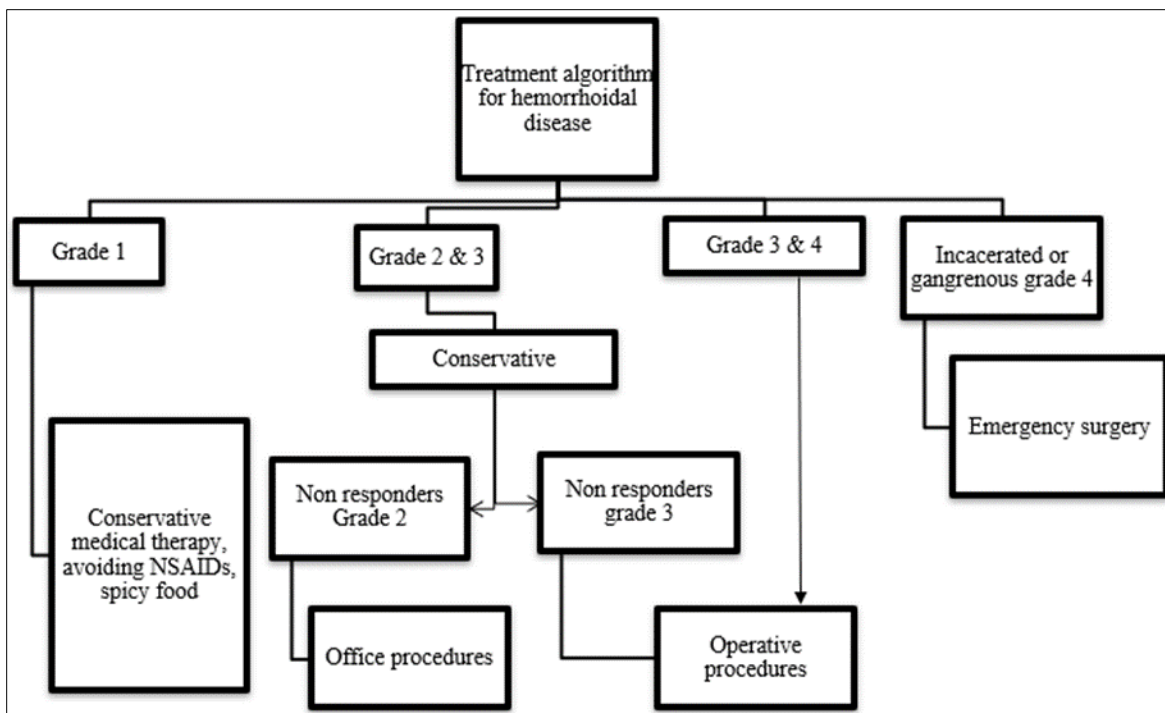 Treatment algorithm
for hemorrhoidal
disease
Grade 1
Grade 2 & 3
Grade 3 & 4
Incacerated or
gangrenous grade 4
Conservative
Emergency surgery
Conservative
medical therapy,
avoiding NSAIDs,
spicy food
Non responders
Grade 2
Non responders
grade 3
Office procedures
Operative
procedures